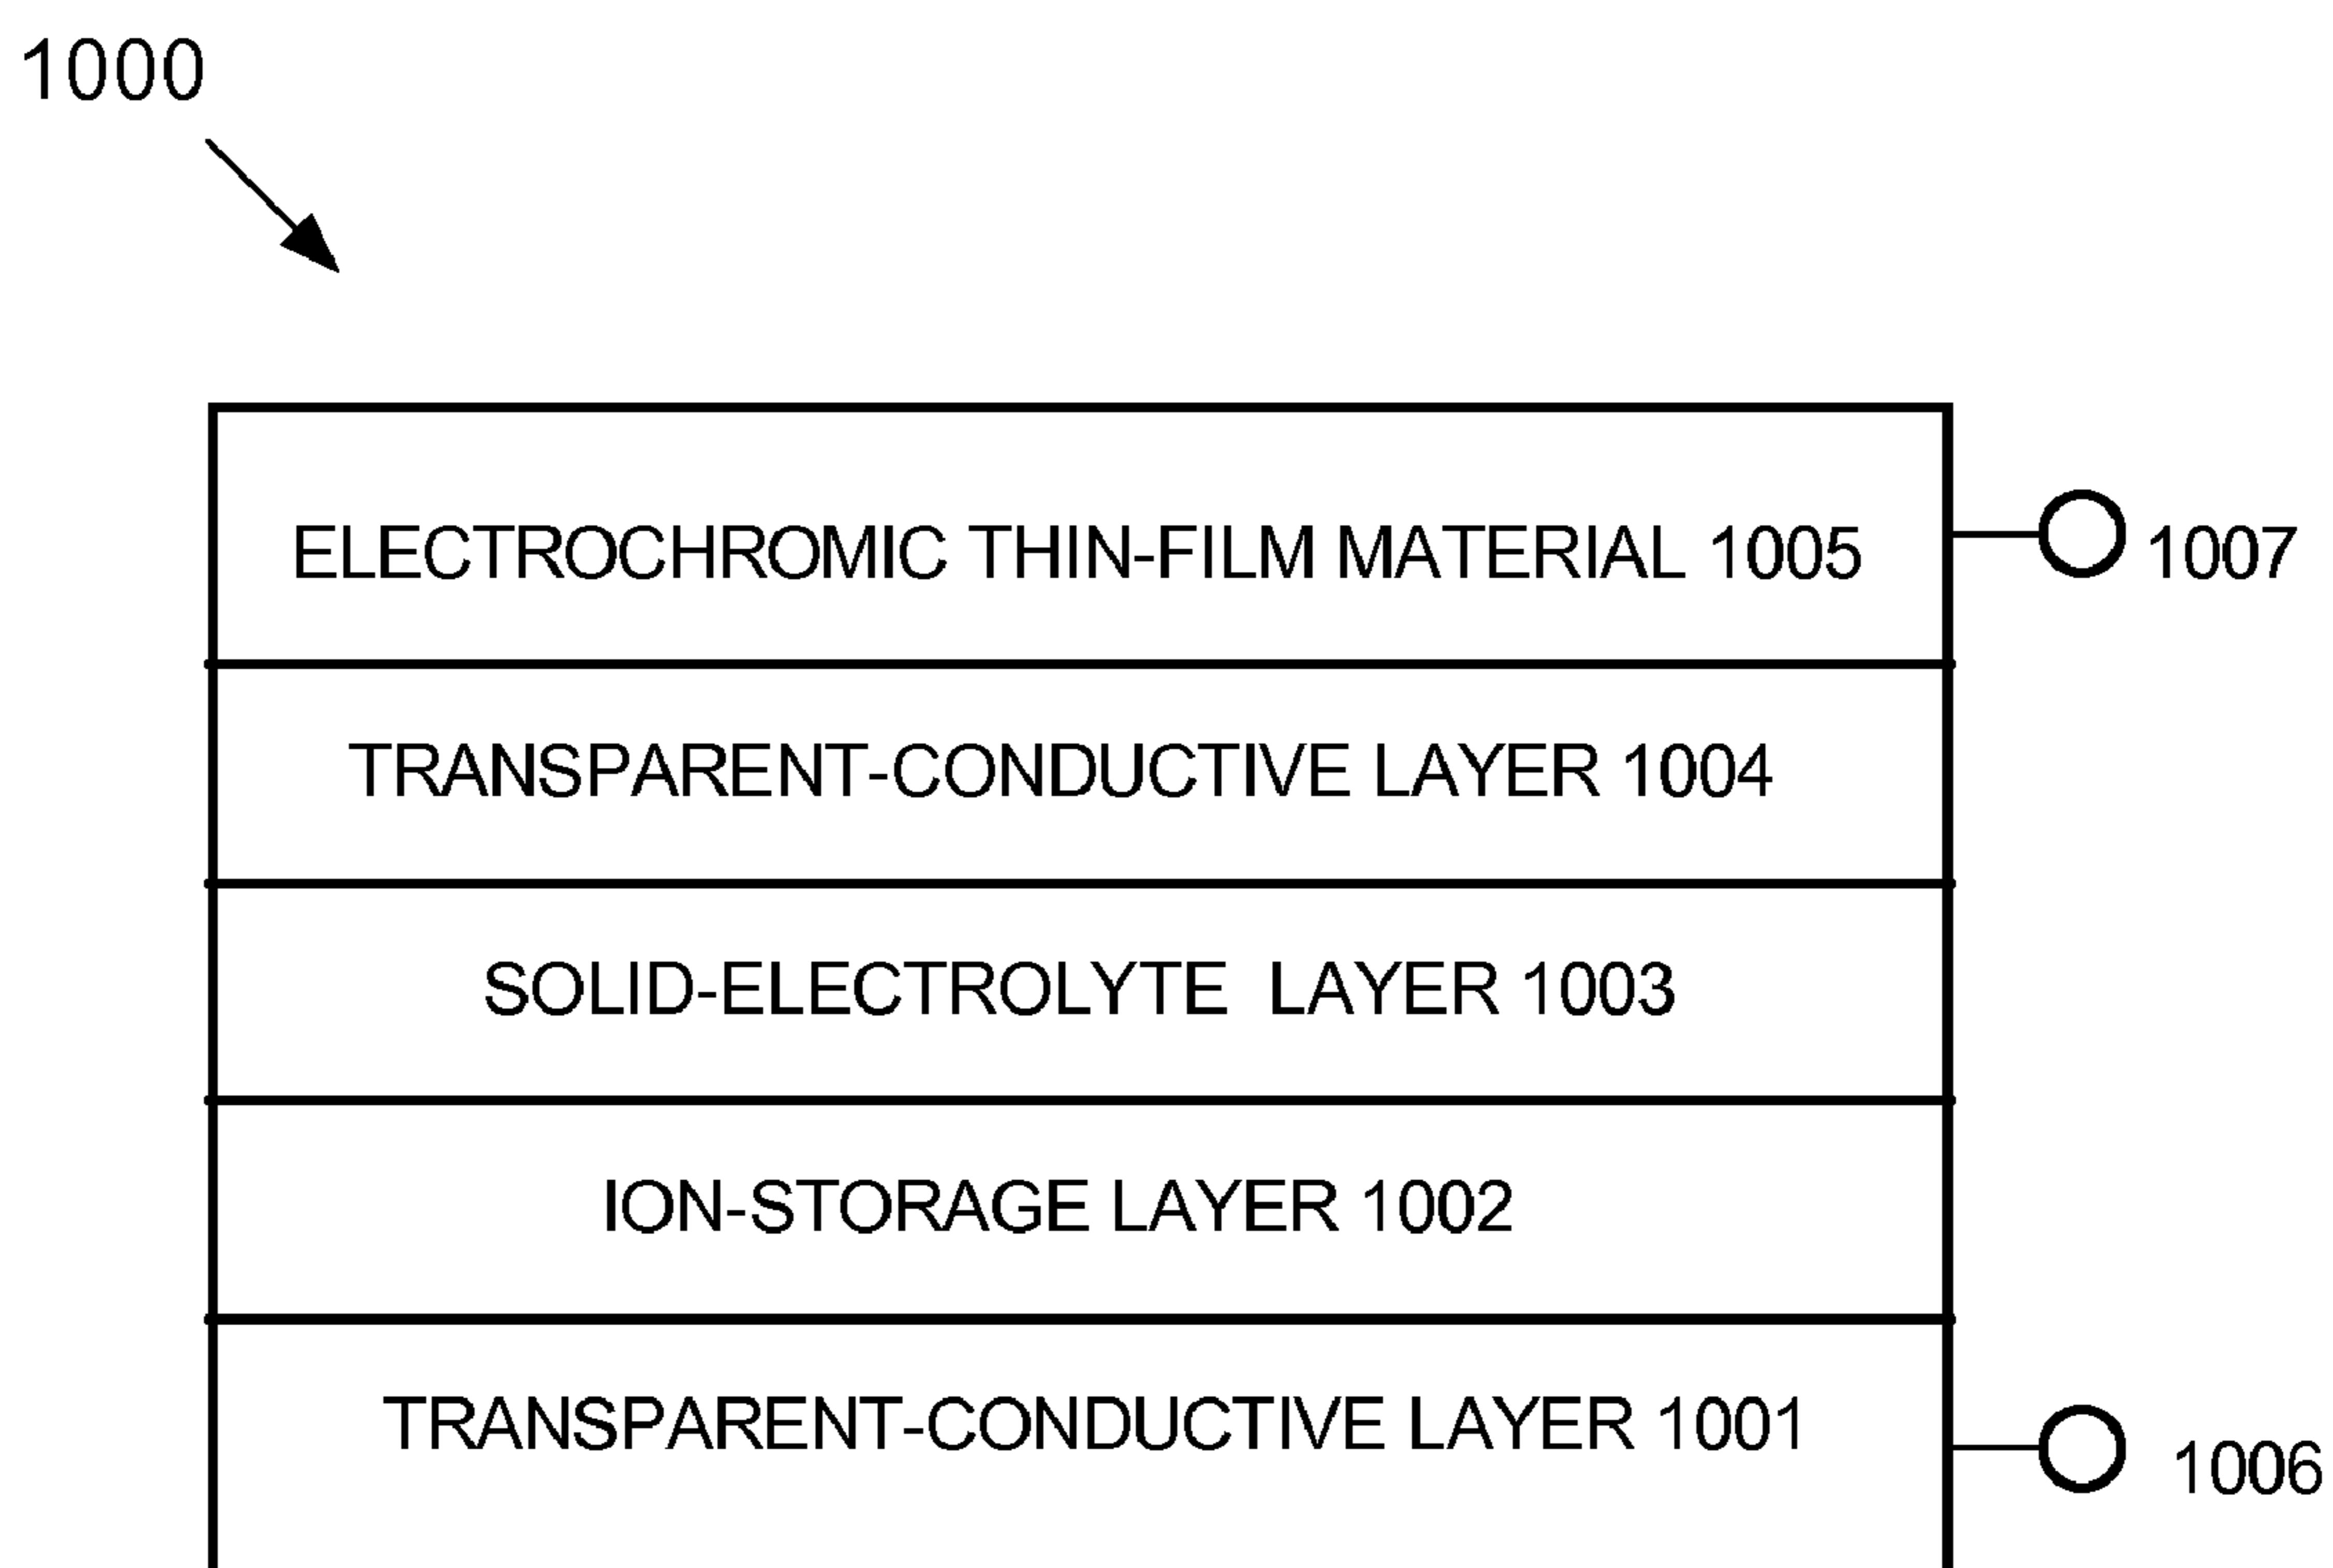 1000
ELECTROCHROMIC THIN-FILM MATERIAL 1005
1007
TRANSPARENT-CONDUCTIVE LAYER 1004
SOLID-ELECTROLYTE LAYER 1003
ION-STORAGE LAYER 1002
TRANSPARENT-CONDUCTIVE LAYER 1001
1006